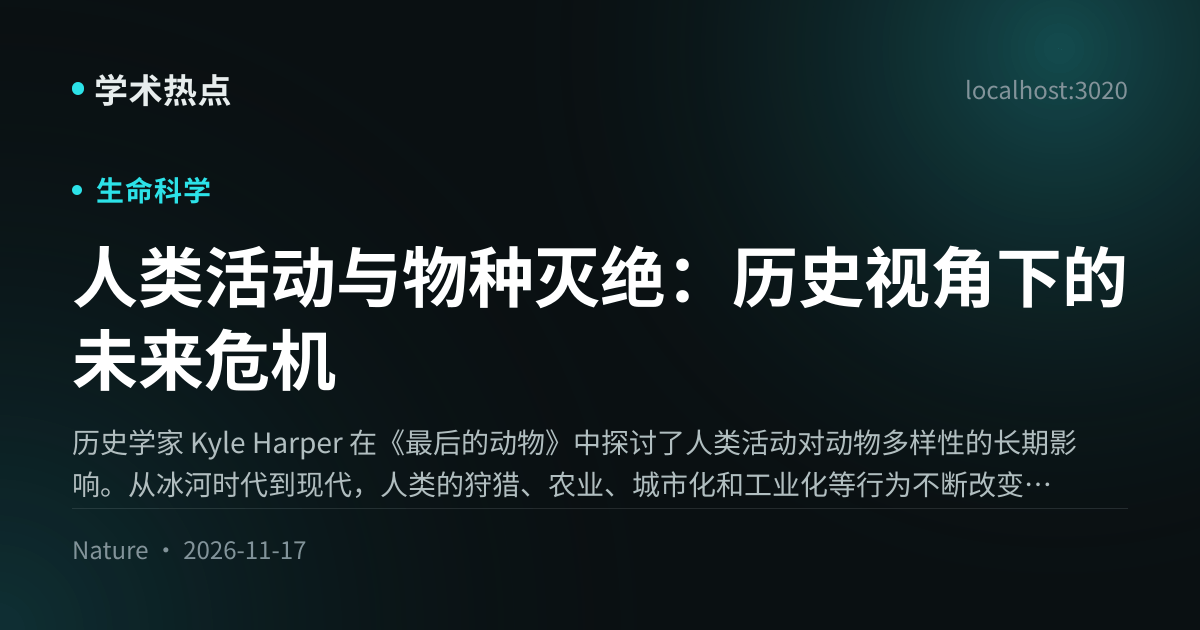 学术热点
localhost:3020
生命科学
人类活动与物种灭绝：历史视角下的
未来危机
历史学家 Kyle Harper 在《最后的动物》中探讨了人类活动对动物多样性的长期影
响。从冰河时代到现代，人类的狩猎、农业、城市化和工业化等行为不断改变…
Nature · 2026-11-17